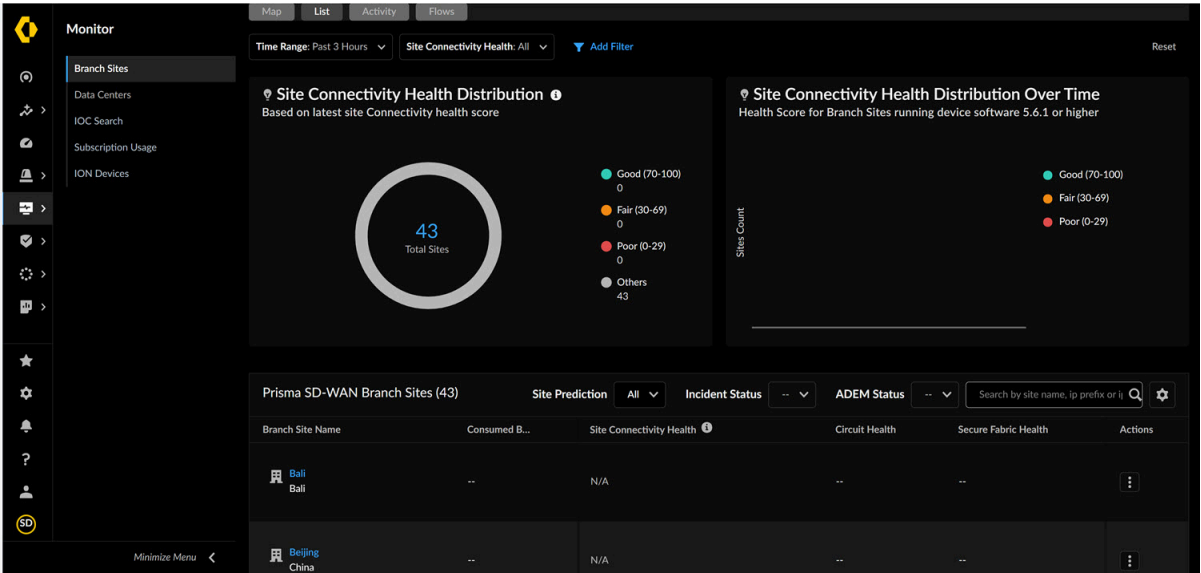 Map List Activity Flows
Monitor
Time Range: Past 3 Hours Site Connectivity Health: All Add Filter Reset
Branch Sites
Data Centers
IOC Search
Subscription Usage
ION Devices
Site Connectivity Health Distribution
Based on latest site Connectivity health score
43
Total Sites
Good (70-100)
0
Fair (30-69)
0
Poor (0-29)
0
Others
43
Site Connectivity Health Distribution Over Time
Health Score for Branch Sites running device software 5.6.1 or higher
Sites Count
Good (70-100)
Fair (30-69)
Poor (0-29)
Prisma SD-WAN Branch Sites (43) Site Prediction All Incident Status -- ADEM Status -- Search by site name, ip prefix or ip
Branch Site Name Consumed B... Site Connectivity Health Circuit Health Secure Fabric Health Actions
Bali
Bali
-- N/A -- --
Beijing
China
-- N/A -- --
SD
Minimize Menu